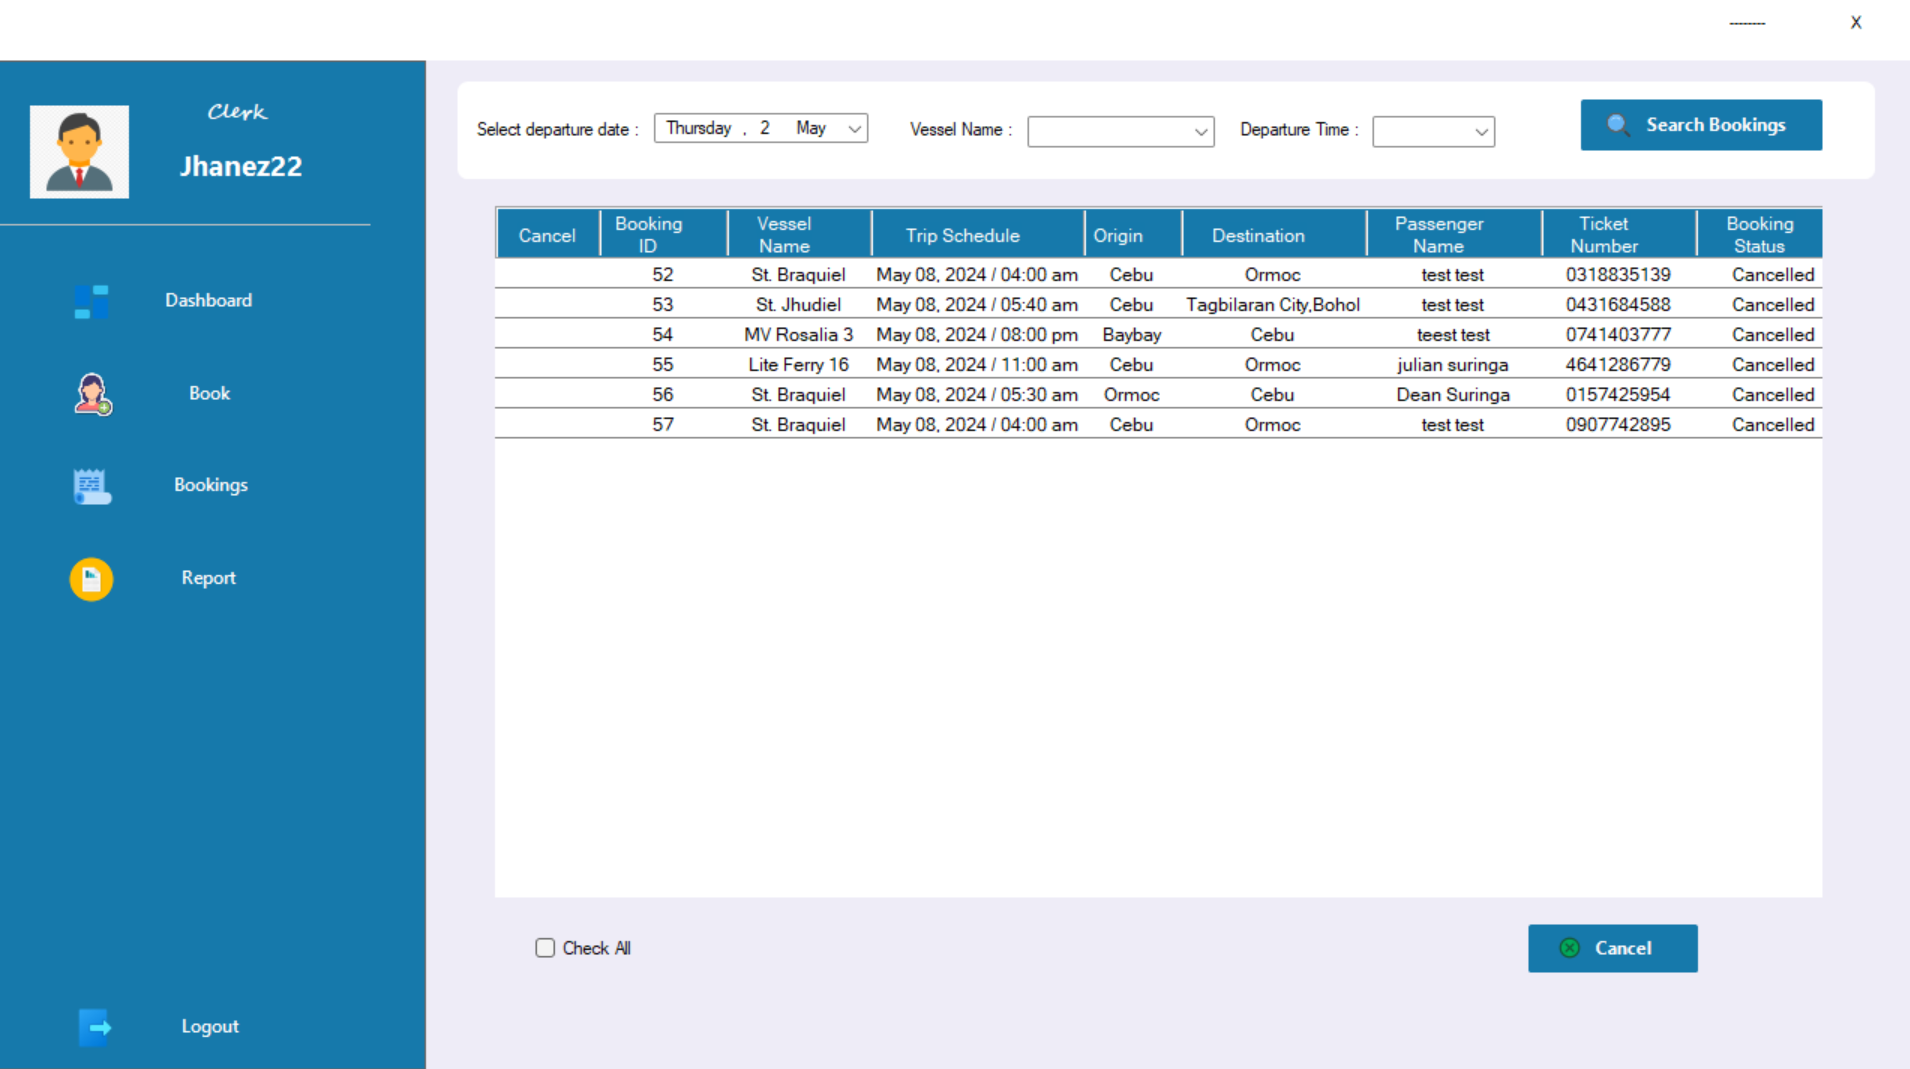 -------- X
Clerk
Jhanez22
Dashboard
Book
Bookings
Report
Logout
Select departure date : Thursday , 2 May Vessel Name : Departure Time : Search Bookings
Cancel Booking ID Vessel Name Trip Schedule Origin Destination Passenger Name Ticket Number Booking Status
52 St. Braquiel May 08, 2024 / 04:00 am Cebu Ormoc test test 0318835139 Cancelled
53 St. Jhudiel May 08, 2024 / 05:40 am Cebu Tagbilaran City,Bohol test test 0431684588 Cancelled
54 MV Rosalia 3 May 08, 2024 / 08:00 pm Baybay Cebu teest test 0741403777 Cancelled
55 Lite Ferry 16 May 08, 2024 / 11:00 am Cebu Ormoc julian suringa 4641286779 Cancelled
56 St. Braquiel May 08, 2024 / 05:30 am Ormoc Cebu Dean Suringa 0157425954 Cancelled
57 St. Braquiel May 08, 2024 / 04:00 am Cebu Ormoc test test 0907742895 Cancelled
Check All Cancel